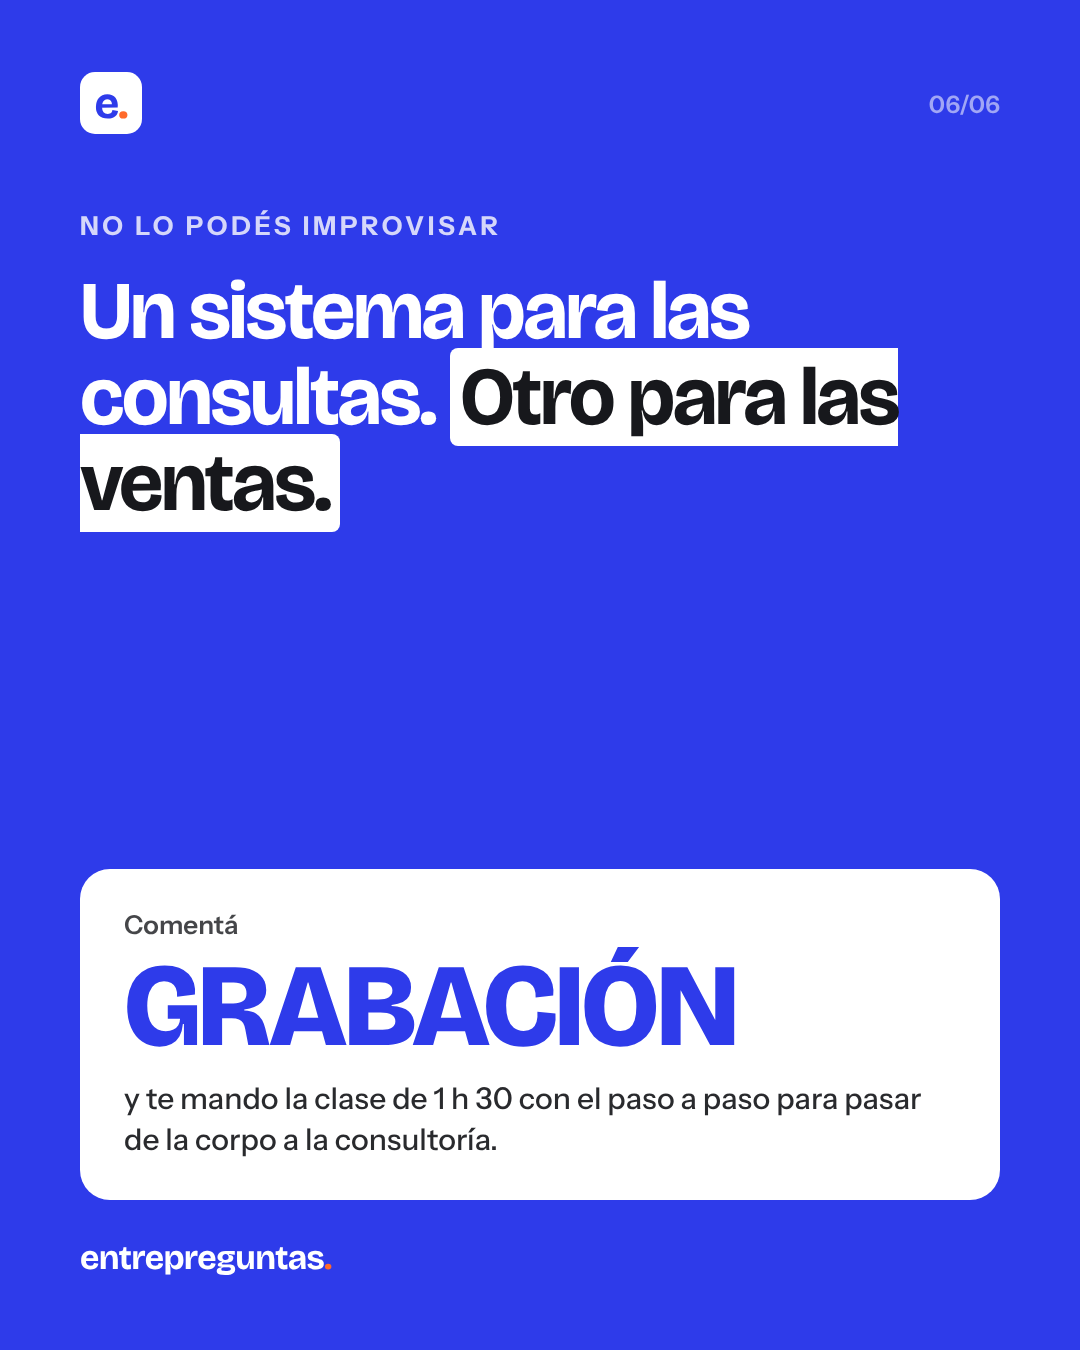 e.
06/06
NO LO PODÉS IMPROVISAR
Un sistema para las
consultas. Otro para las
ventas.
Comentá
GRABACIÓN
y te mando la clase de 1 h 30 con el paso a paso para pasar
de la corpo a la consultoría.
entrepreguntas.